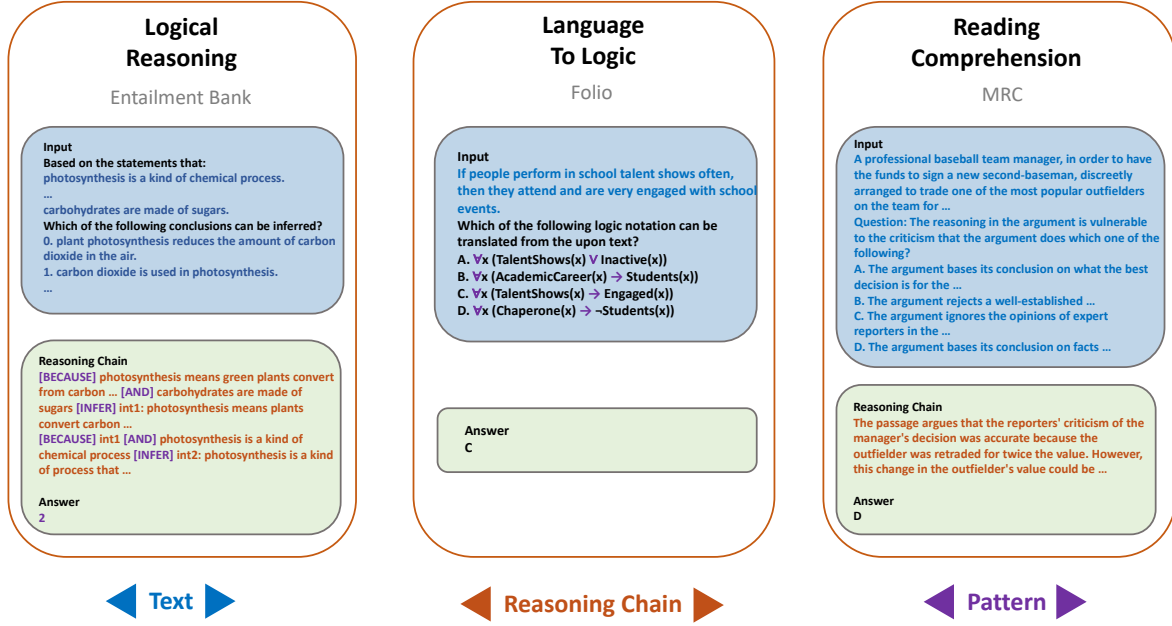 Logical
Reasoning
Entailment Bank
Input
Based on the statements that:
photosynthesis is a kind of chemical process.
...
carbohydrates are made of sugars.
Which of the following conclusions can be inferred?
0. plant photosynthesis reduces the amount of carbon
dioxide in the air.
1. carbon dioxide is used in photosynthesis.
...
Reasoning Chain
[BECAUSE] photosynthesis means green plants convert
from carbon ... [AND] carbohydrates are made of
sugars [INFER] int1: photosynthesis means plants
convert carbon ...
[BECAUSE] int1 [AND] photosynthesis is a kind of
chemical process [INFER] int2: photosynthesis is a kind
of process that ...
Answer
2
Language
To Logic
Folio
Input
If people perform in school talent shows often,
then they attend and are very engaged with school
events.
Which of the following logic notation can be
translated from the upon text?
A. ∀x (TalentShows(x) ∨ Inactive(x))
B. ∀x (AcademicCareer(x) → Students(x))
C. ∀x (TalentShows(x) → Engaged(x))
D. ∀x (Chaperone(x) → ¬Students(x))
Answer
C
Reading
Comprehension
MRC
Input
A professional baseball team manager, in order to have
the funds to sign a new second-baseman, discreetly
arranged to trade one of the most popular outfielders
on the team for ...
Question: The reasoning in the argument is vulnerable
to the criticism that the argument does which one of the
following?
A. The argument bases its conclusion on what the best
decision is for the ...
B. The argument rejects a well-established ...
C. The argument ignores the opinions of expert
reporters in the ...
D. The argument bases its conclusion on facts ...
Reasoning Chain
The passage argues that the reporters' criticism of the
manager's decision was accurate because the
outfielder was retraded for twice the value. However,
this change in the outfielder's value could be ...
Answer
D
Text
Reasoning Chain
Pattern